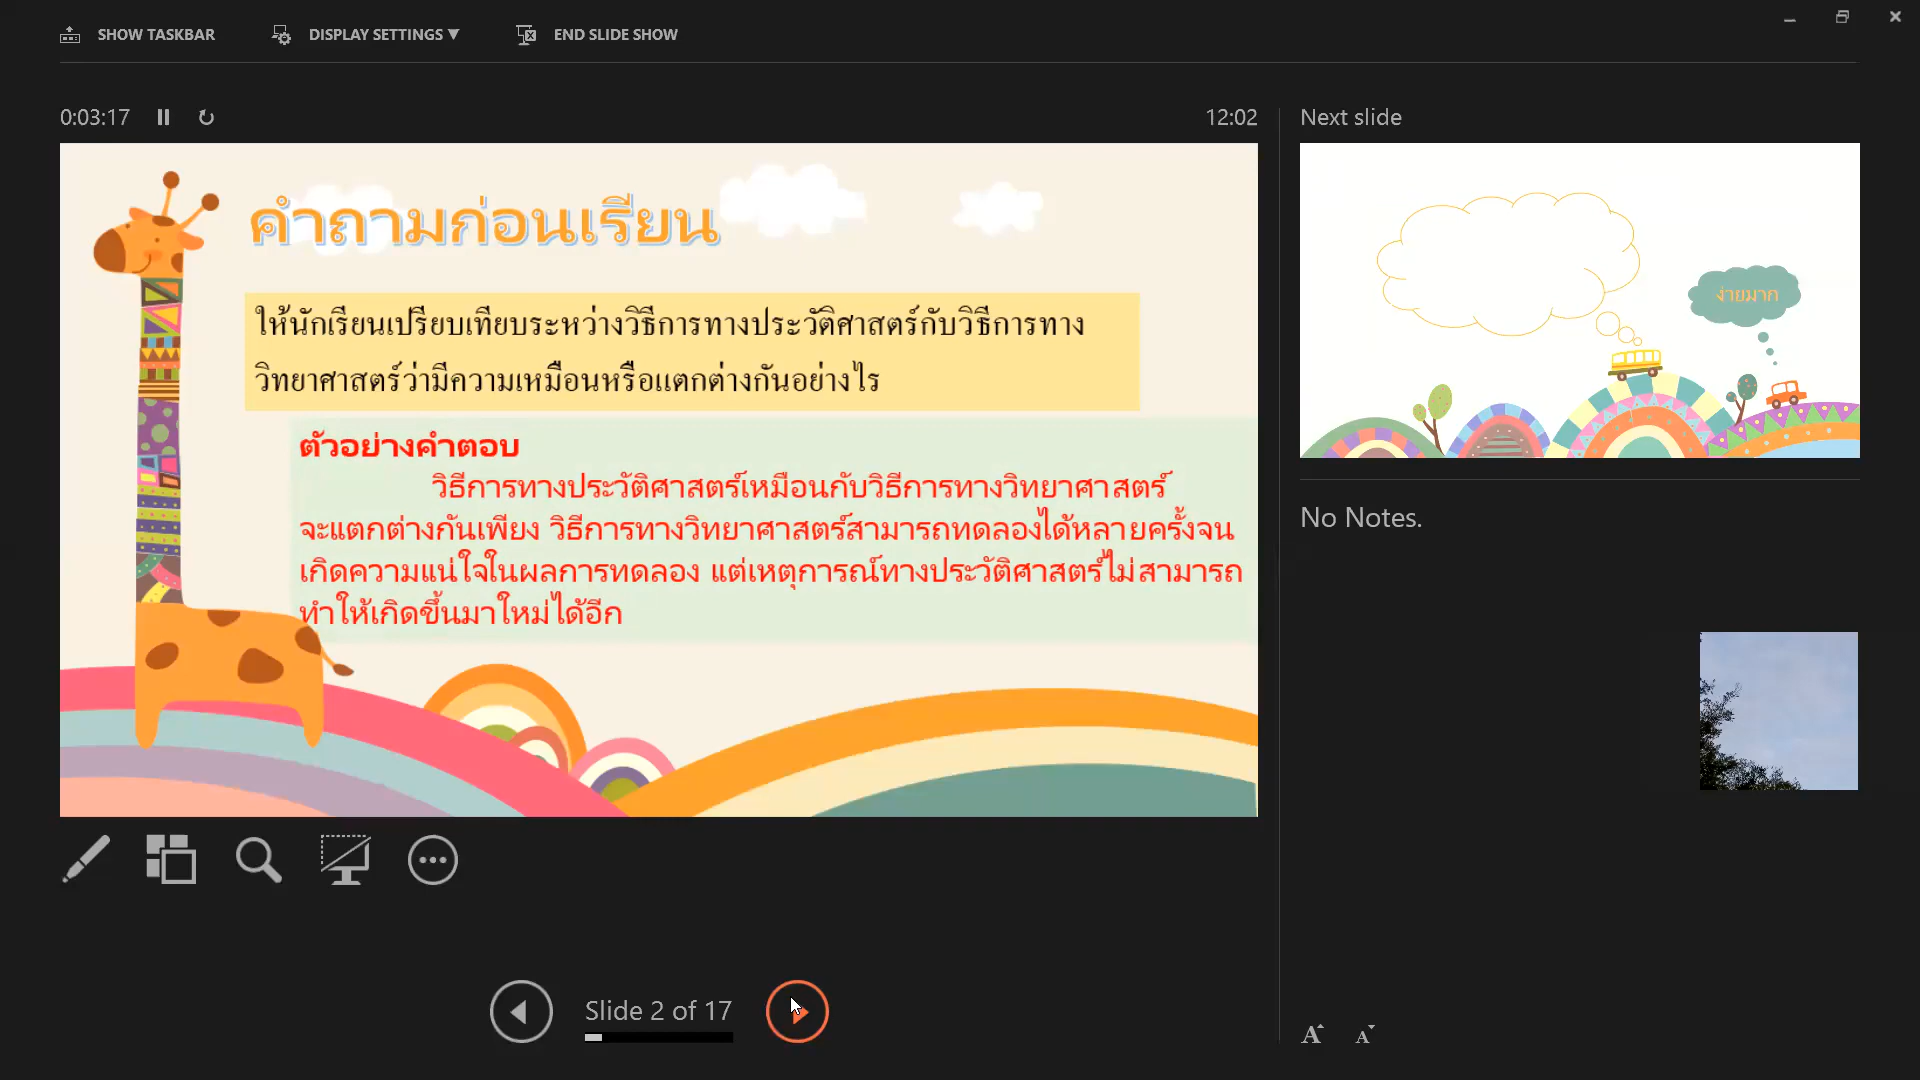 SHOW TASKBAR
DISPLAY SETTINGS ▼
END SLIDE SHOW
0:03:17
12:02
Next slide
คำถามก่อนเรียน
ให้นักเรียนเปรียบเทียบระหว่างวิธีการทางประวัติศาสตร์กับวิธีการทาง
วิทยาศาสตร์ว่ามีความเหมือนหรือแตกต่างกันอย่างไร
ตัวอย่างคำตอบ
วิธีการทางประวัติศาสตร์เหมือนกับวิธีการทางวิทยาศาสตร์
จะแตกต่างกันเพียง วิธีการทางวิทยาศาสตร์สามารถทดลองได้หลายครั้งจน
เกิดความแน่ใจในผลการทดลอง แต่เหตุการณ์ทางประวัติศาสตร์ไม่สามารถ
ทำให้เกิดขึ้นมาใหม่ได้อีก
ง่ายมาก
No Notes.
Slide 2 of 17
A A